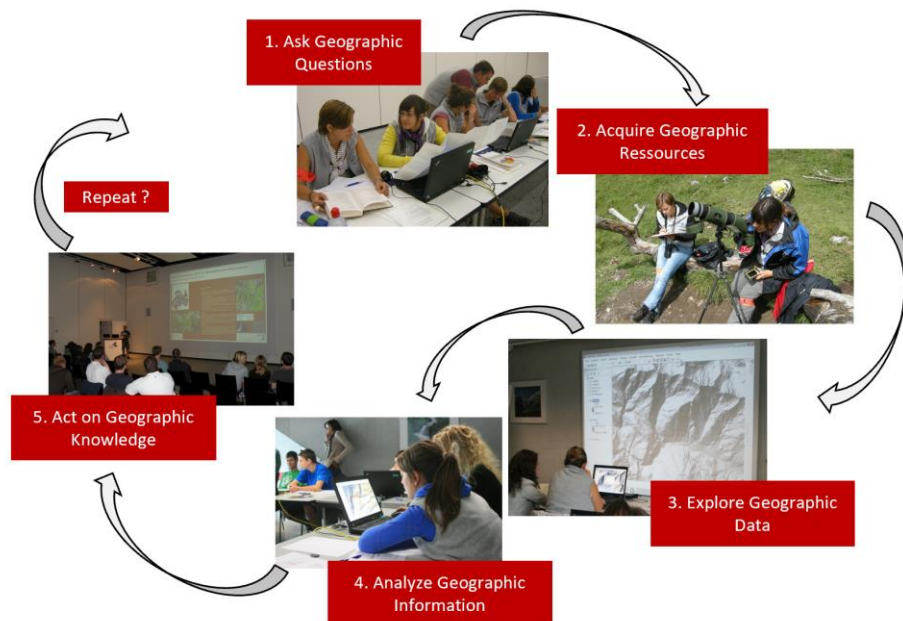 1. Ask Geographic
Questions
2. Acquire Geographic
Ressources
3. Explore Geographic
Data
4. Analyze Geographic
Information
5. Act on Geographic
Knowledge
Repeat ?